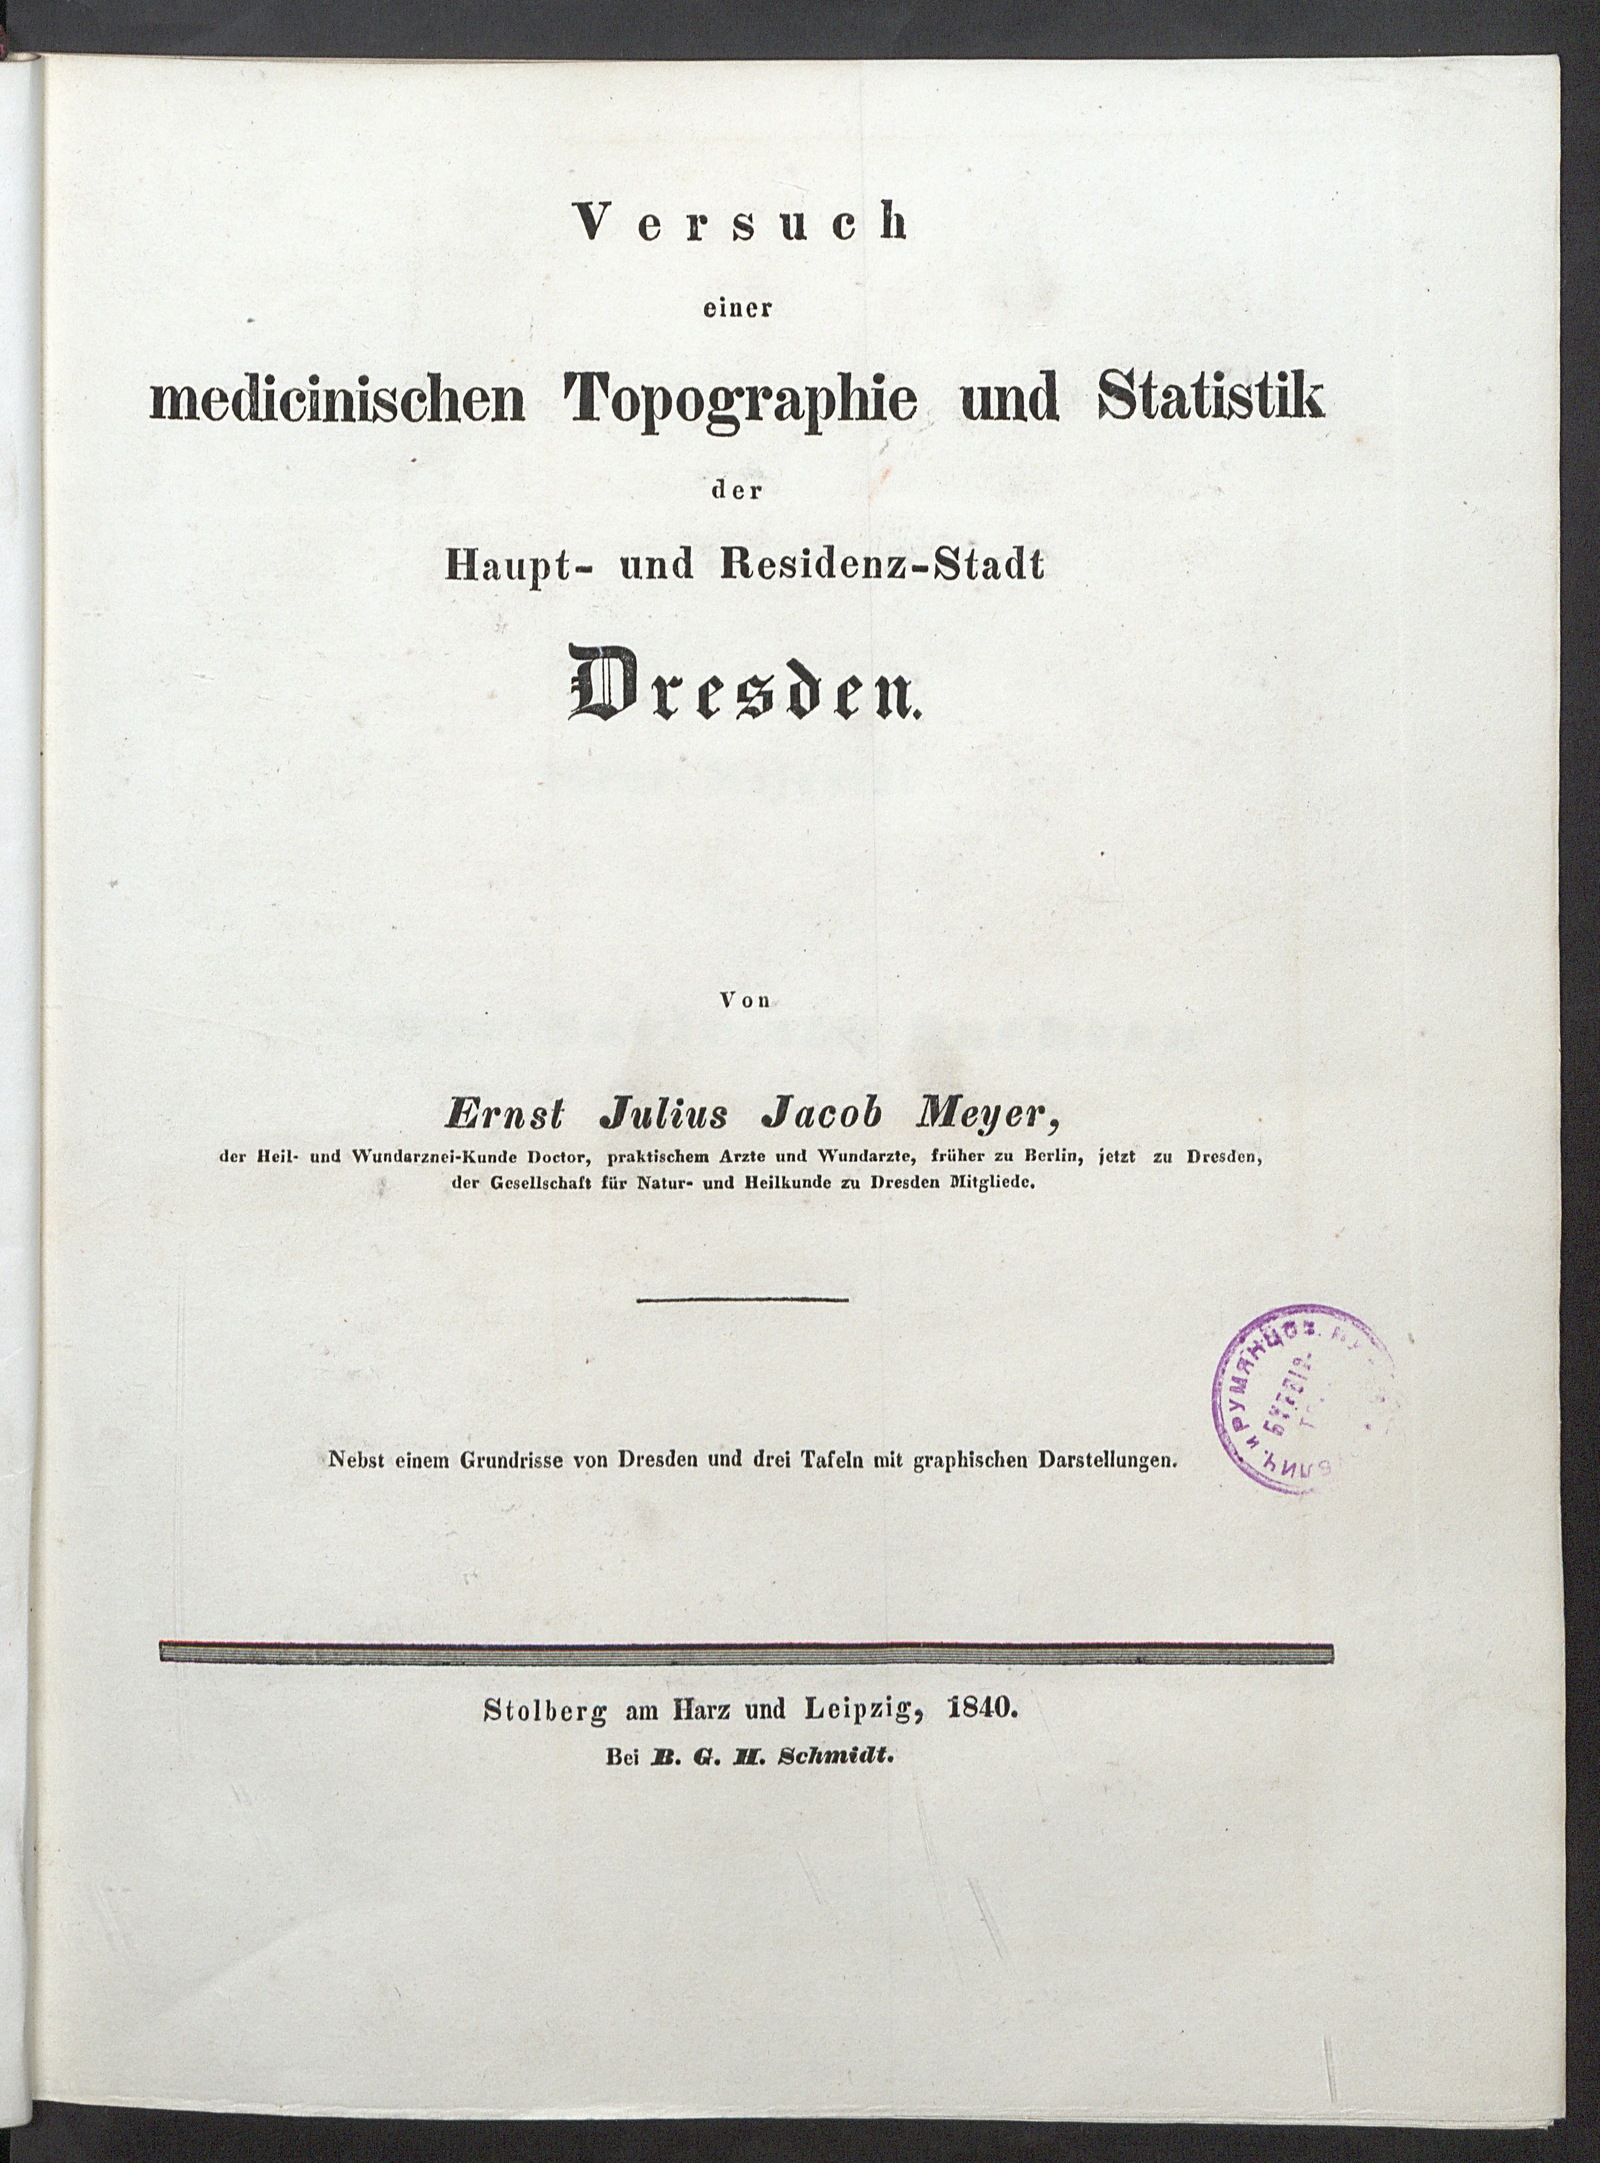 Versuch
einer
medicinischen Topographie und Statistik
der
Haupt- und Residenz-Stadt
Dresden.
Von
Ernst Julius Jacob Meyer,
der Heil- und Wundarznei-Kunde Doctor, praktischem Arzte und Wundarzte, früher zu Berlin, jetzt zu Dresden,
der Gesellschaft für Natur- und Heilkunde zu Dresden Mitgliede.
и РУМЯНЦОВ.
Nebst einem Grundrisse von Dresden und drei Tafeln mit graphischen Darstellungen.
Stolberg am Harz und Leipzig, 1840.
Bei B. G. H. Schmidt.